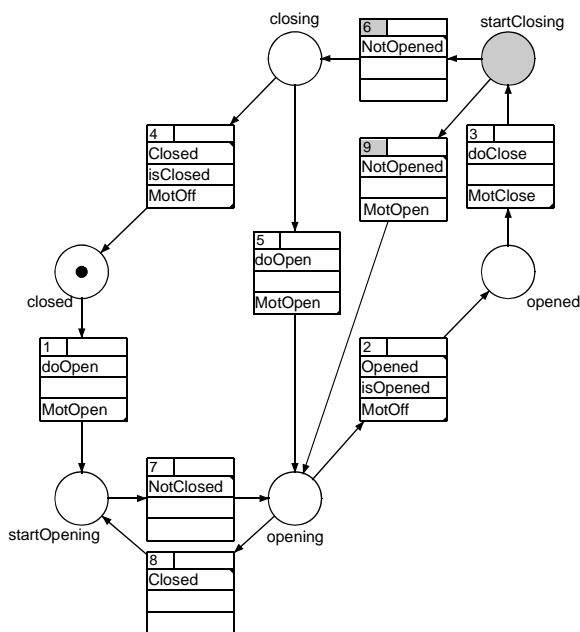 closing
6
NotOpened
startClosing
4
Closed
isClosed
MotOff
9
NotOpened
MotOpen
3
doClose
MotClose
5
doOpen
MotOpen
closed
opened
1
doOpen
MotOpen
2
Opened
isOpened
MotOff
7
NotClosed
startOpening
opening
8
Closed